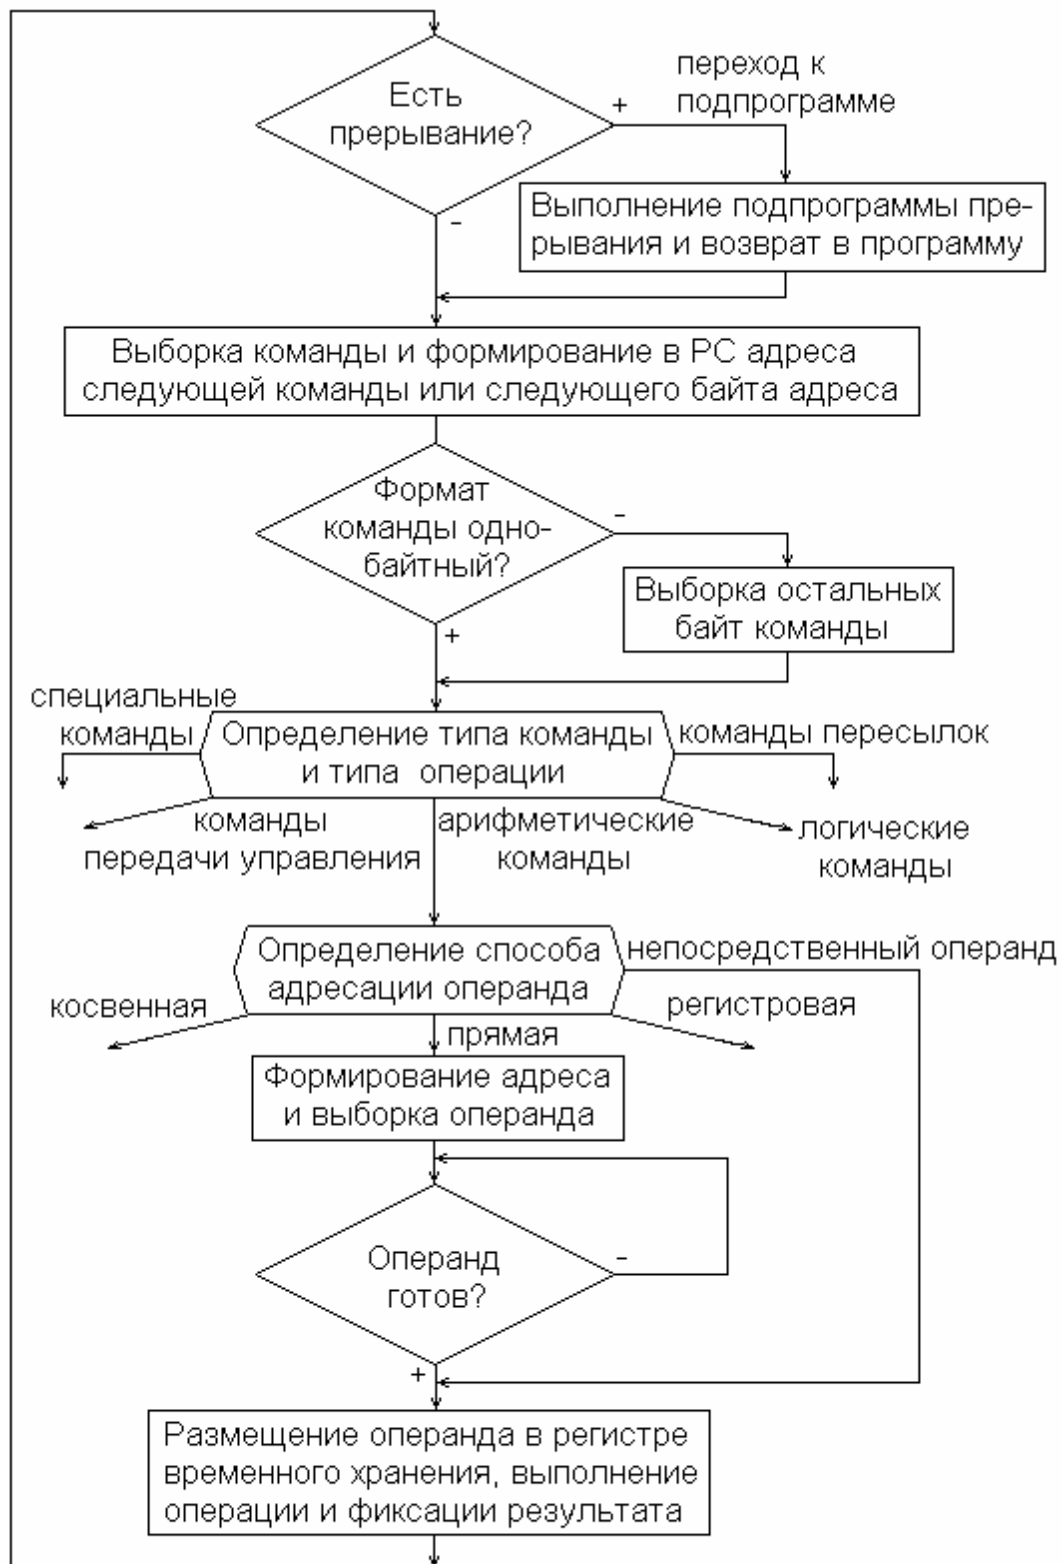 Есть
прерывание?
+
переход к
подпрограмме
-
Выполнение подпрограммы пре-
рывания и возврат в программу
Выборка команды и формирование в PC адреса
следующей команды или следующего байта адреса
Формат
команды одно-
байтный?
-
Выборка остальных
байт команды
+
специальные
команды
Определение типа команды
и типа операции
команды пересылок
команды
передачи управления
арифметические
команды
логические
команды
Определение способа
адресации операнда
непосредственный операнд
косвенная
прямая
регистровая
Формирование адреса
и выборка операнда
Операнд
готов?
-
+
Размещение операнда в регистре
временного хранения, выполнение
операции и фиксации результата